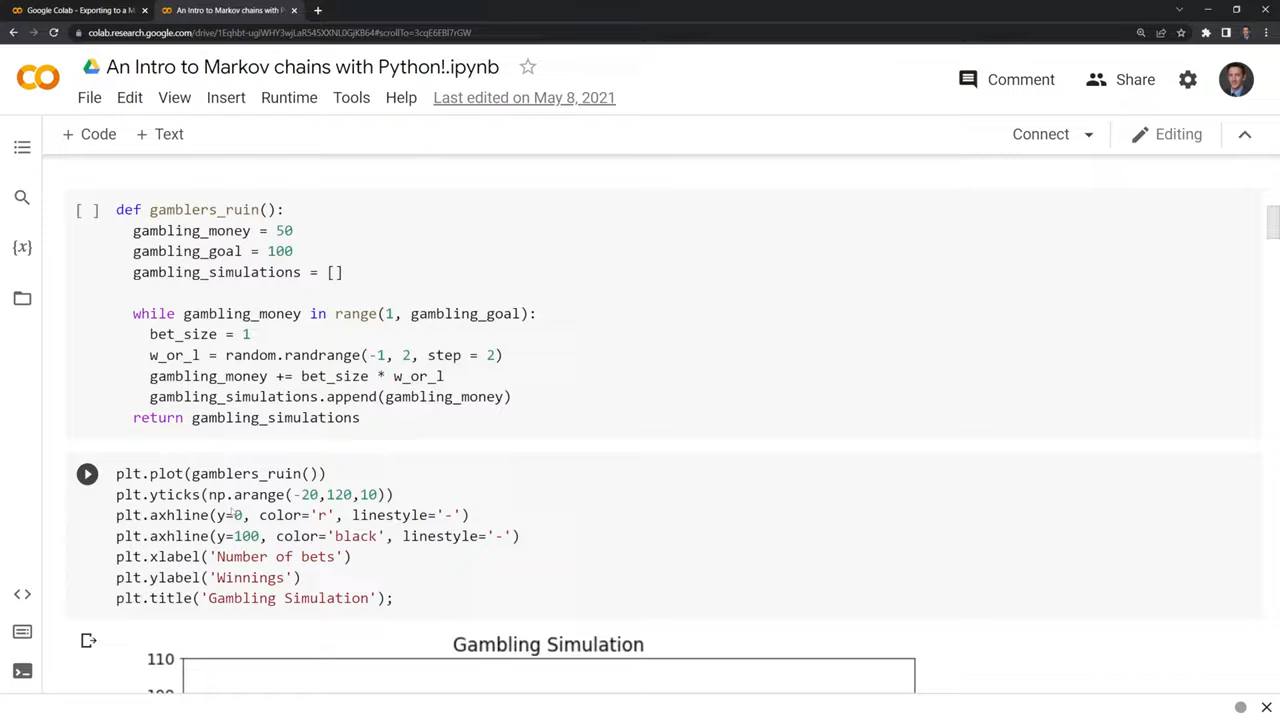 Google Colab - Exporting to a M
An Intro to Markov chains with P
colab.research.google.com/drive/1Eqhbt-ugiWHY3wjLaR545XXNL0GjKB64#scrollTo=3cqE6EBI7rGW
An Intro to Markov chains with Python!.ipynb
Comment
Share
File Edit View Insert Runtime Tools Help Last edited on May 8, 2021
+ Code + Text
Connect
Editing
[ ] def gamblers_ruin():
gambling_money = 50
gambling_goal = 100
gambling_simulations = []
while gambling_money in range(1, gambling_goal):
bet_size = 1
w_or_l = random.randrange(-1, 2, step = 2)
gambling_money += bet_size * w_or_l
gambling_simulations.append(gambling_money)
return gambling_simulations
plt.plot(gamblers_ruin())
plt.yticks(np.arange(-20,120,10))
plt.axhline(y=0, color='r', linestyle='-')
plt.axhline(y=100, color='black', linestyle='-')
plt.xlabel('Number of bets')
plt.ylabel('Winnings')
plt.title('Gambling Simulation');
Gambling Simulation
110